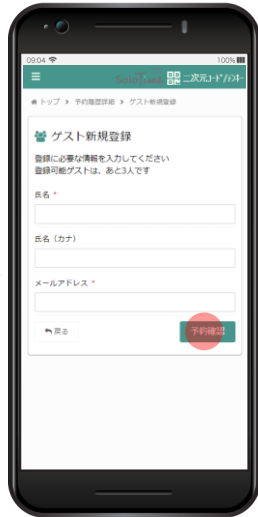 09:04 100%
SoloTime 二次元コード/ﾗﾝﾁｰ
トップ > 予約履歴詳細 > ゲスト新規登録
ゲスト新規登録
登録に必要な情報を入力してください
登録可能ゲストは、あと3人です
氏名 *
氏名（カナ）
メールアドレス *
戻る 予約確認